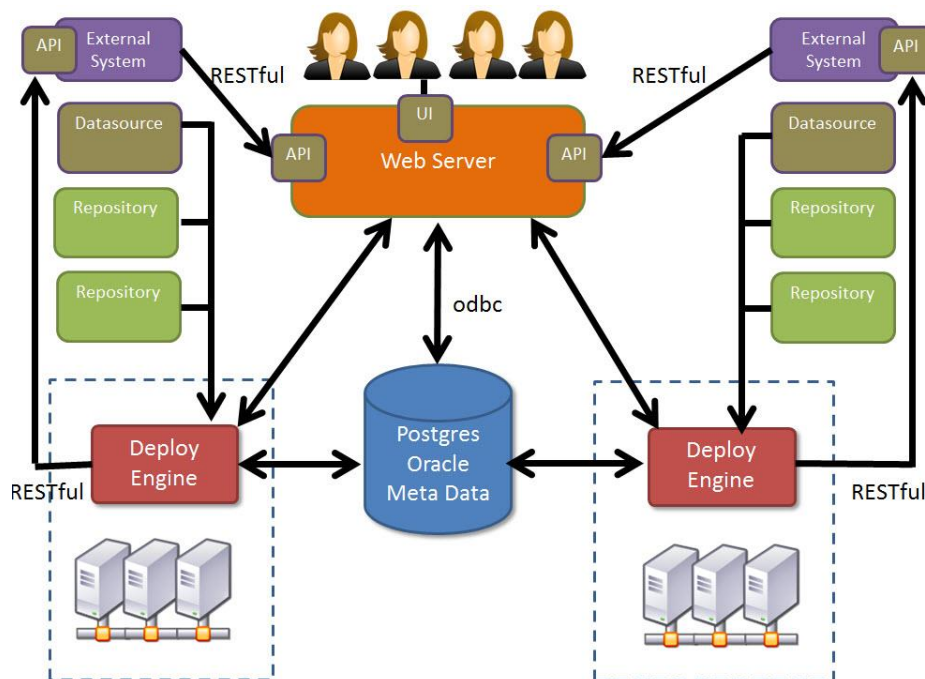 API
External
System
RESTful
RESTful
External
System
API
Datasource
UI
Datasource
API
Web Server
API
Repository
Repository
Repository
Repository
odbc
Deploy
Engine
Postgres
Oracle
Meta Data
Deploy
Engine
RESTful
RESTful